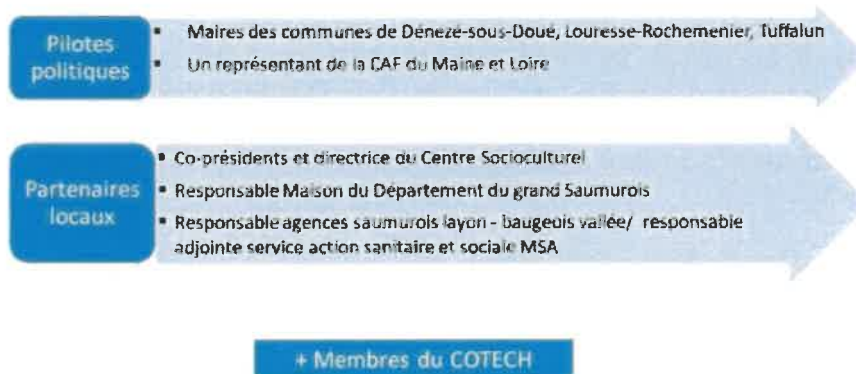 Pilotes
politiques
▪ Maires des communes de Dénezé-sous-Doué, Louresse-Rochemenier, Tuffalun
▪ Un représentant de la CAF du Maine et Loire
Partenaires
locaux
▪ Co-présidents et directrice du Centre Socioculturel
▪ Responsable Maison du Département du grand Saumurois
▪ Responsable agences saumurois layon - baugeois vallée/ responsable
adjointe service action sanitaire et sociale MSA
+ Membres du COTECH